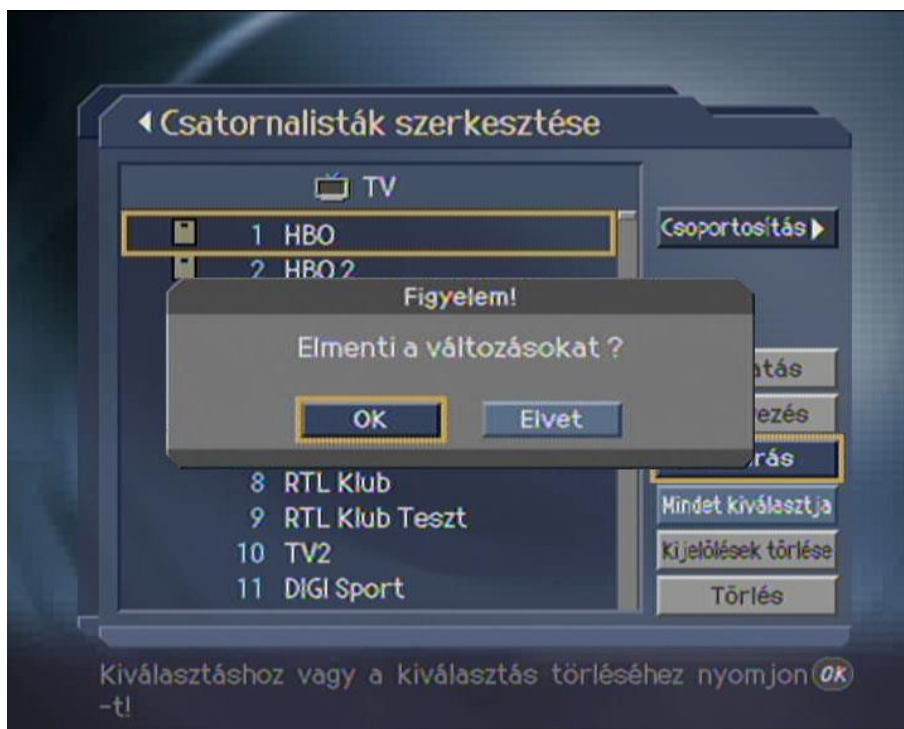 Csatornalisták szerkesztése
TV
1 HBO
2 HBO 2
Csoportosítás
Figyelem!
Elmenti a változásokat ?
OK
Elvet
8 RTL Klub
9 RTL Klub Teszt
10 TV2
11 DIGI Sport
Mindet kiválasztja
Kijelölések törlése
Törlés
Kiválasztáshoz vagy a kiválasztás törléséhez nyomjon OK
-t!